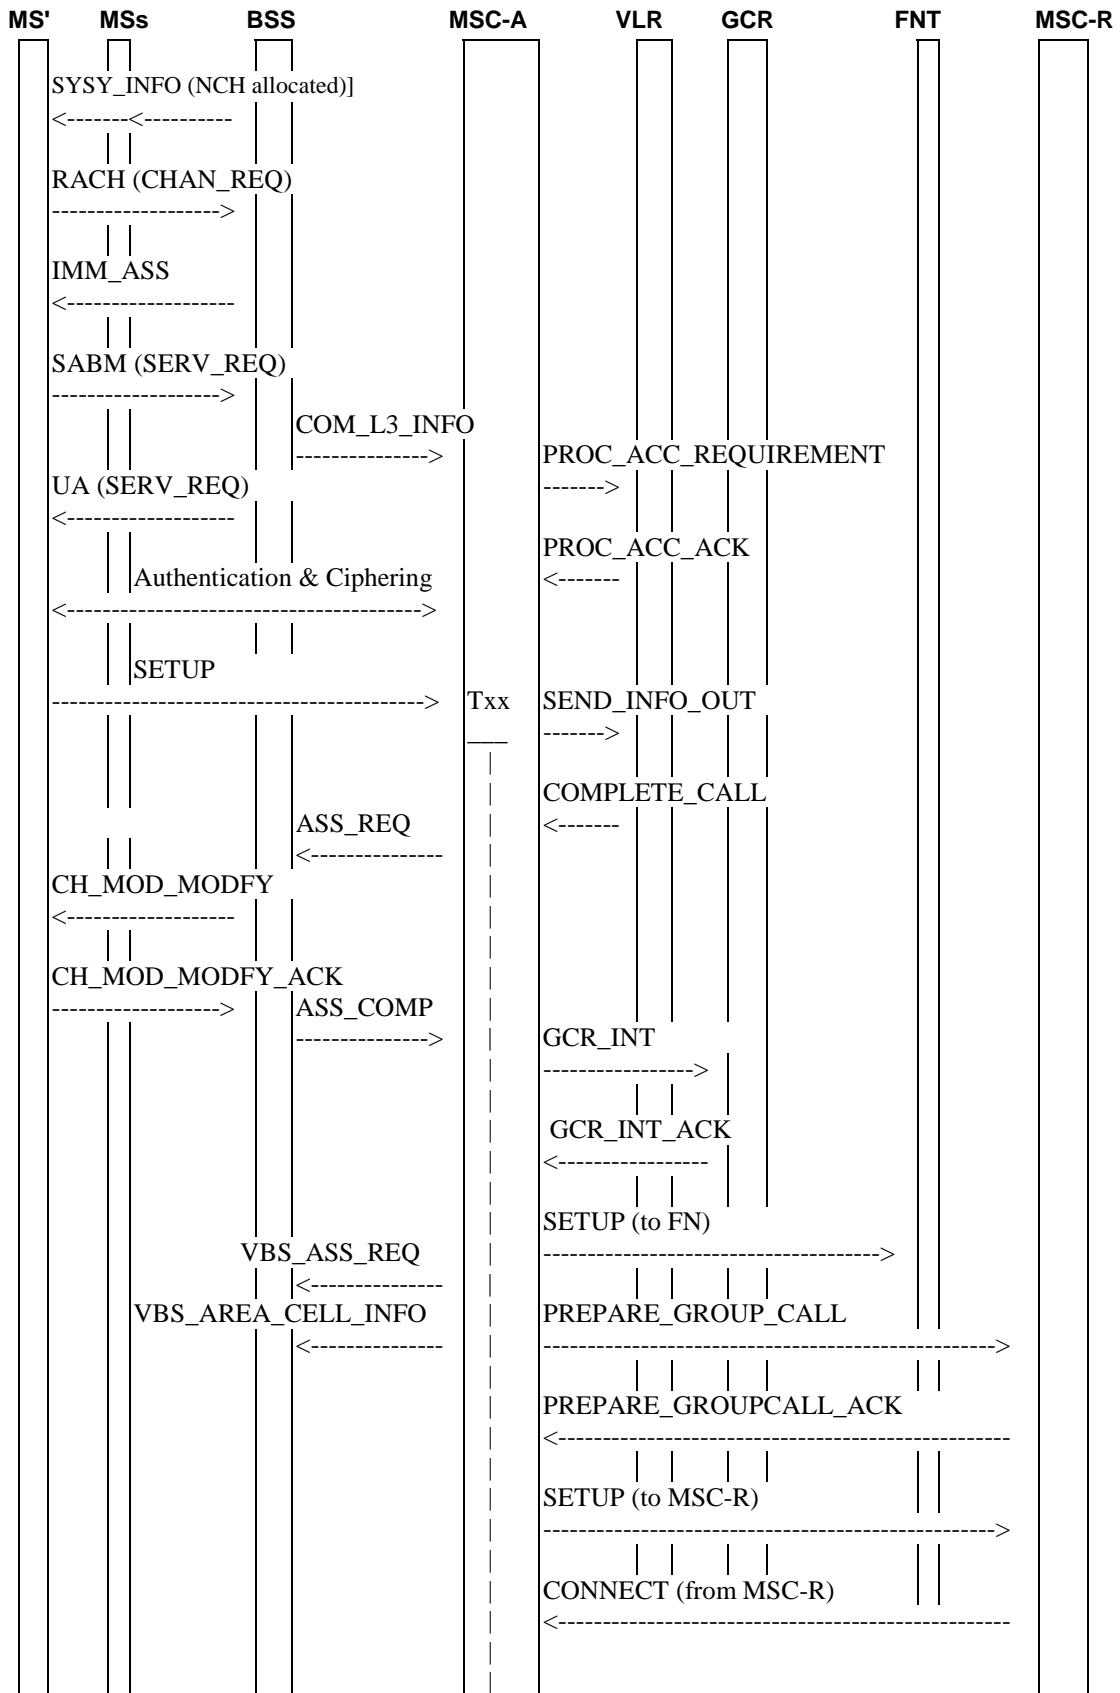 MS' MSs BSS MSC-A VLR GCR FNT MSC-R
SYSY_INFO (NCH allocated)]
RACH (CHAN_REQ)
IMM_ASS
SABM (SERV_REQ)
COM_L3_INFO
PROC_ACC_REQUIREMENT
UA (SERV_REQ)
PROC_ACC_ACK
Authentication & Ciphering
SETUP
Txx SEND_INFO_OUT
COMPLETE_CALL
ASS_REQ
CH_MOD_MODFY
CH_MOD_MODFY_ACK
ASS_COMP
GCR_INT
GCR_INT_ACK
SETUP (to FN)
VBS_ASS_REQ
VBS_AREA_CELL_INFO PREPARE_GROUP_CALL
PREPARE_GROUPCALL_ACK
SETUP (to MSC-R)
CONNECT (from MSC-R)